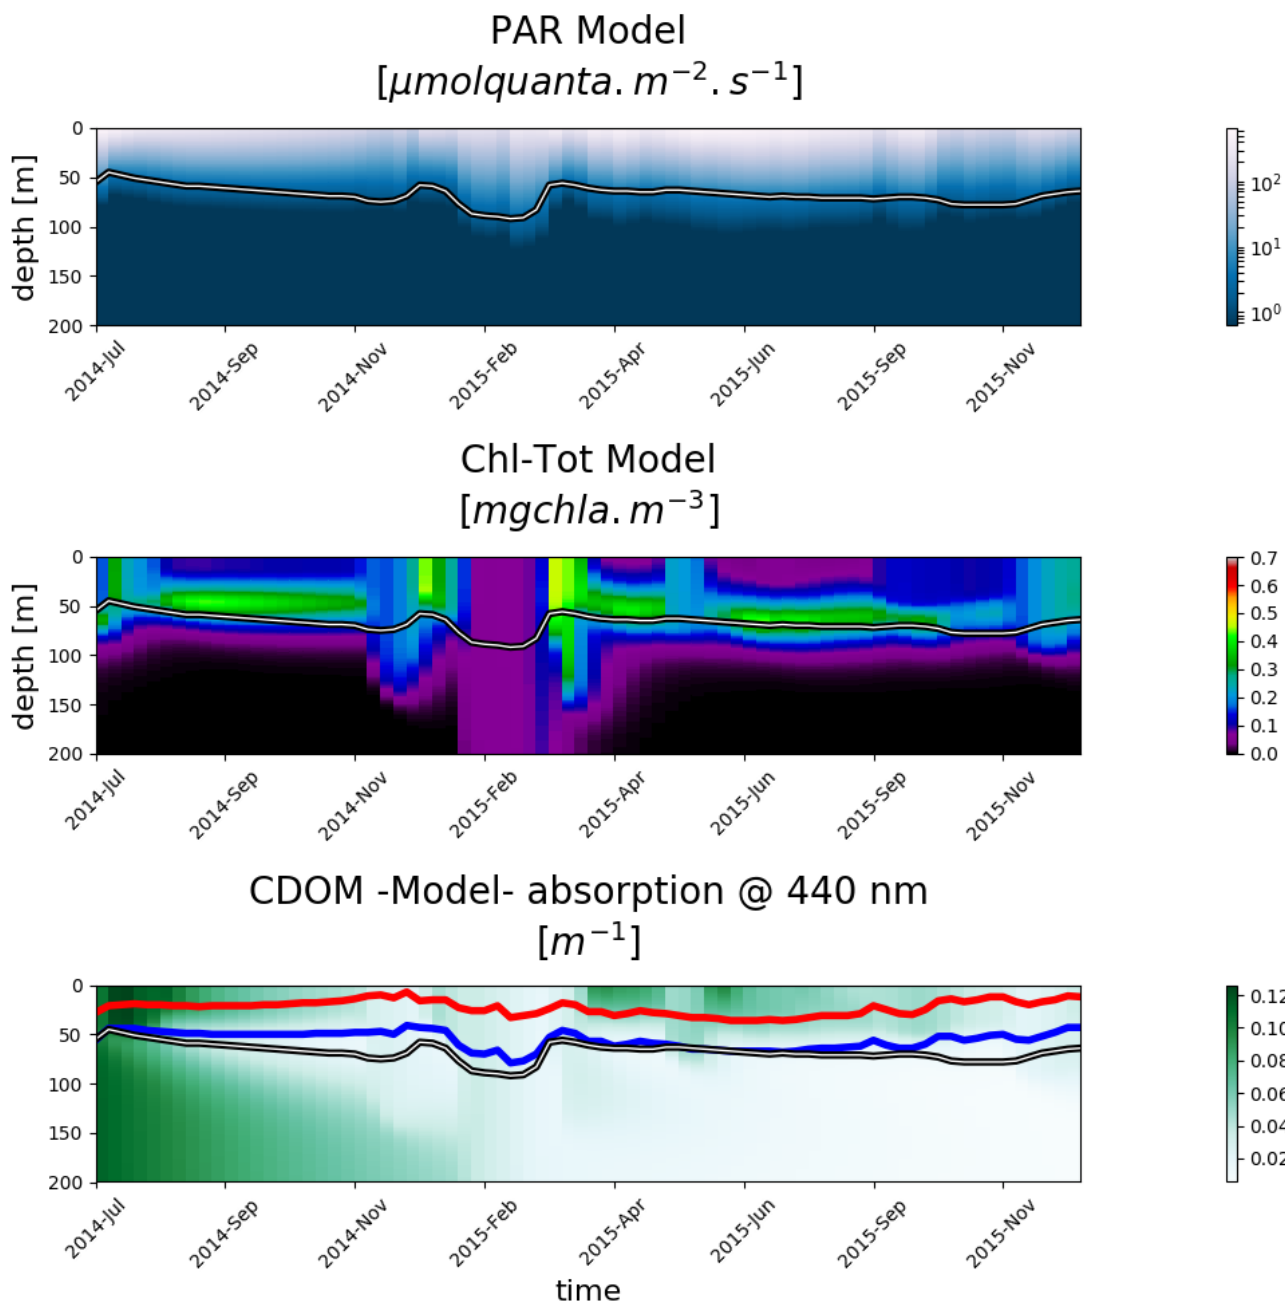 PAR Model
[μmolquanta.m⁻².s⁻¹]
depth [m]
0
50
100
150
200
10²
10¹
10⁰
2014-Jul
2014-Sep
2014-Nov
2015-Feb
2015-Apr
2015-Jun
2015-Sep
2015-Nov
Chl-Tot Model
[mgchla.m⁻³]
depth [m]
0
50
100
150
200
0.7
0.6
0.5
0.4
0.3
0.2
0.1
0.0
2014-Jul
2014-Sep
2014-Nov
2015-Feb
2015-Apr
2015-Jun
2015-Sep
2015-Nov
CDOM -Model- absorption @ 440 nm
[m⁻¹]
0
50
100
150
200
0.12
0.10
0.08
0.06
0.04
0.02
2014-Jul
2014-Sep
2014-Nov
2015-Feb
2015-Apr
2015-Jun
2015-Sep
2015-Nov
time